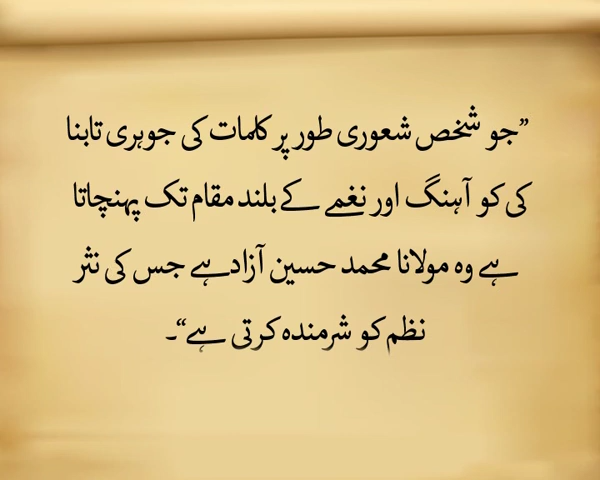 ”جو شخص شعوری طور پر کلمات کی جوہری تابنا
کی کو آہنگ اور نغمے کے بلند مقام تک پہنچاتا
ہے وہ مولانا محمد حسین آزاد ہے جس کی نثر
نظم کو شرمندہ کرتی ہے“۔